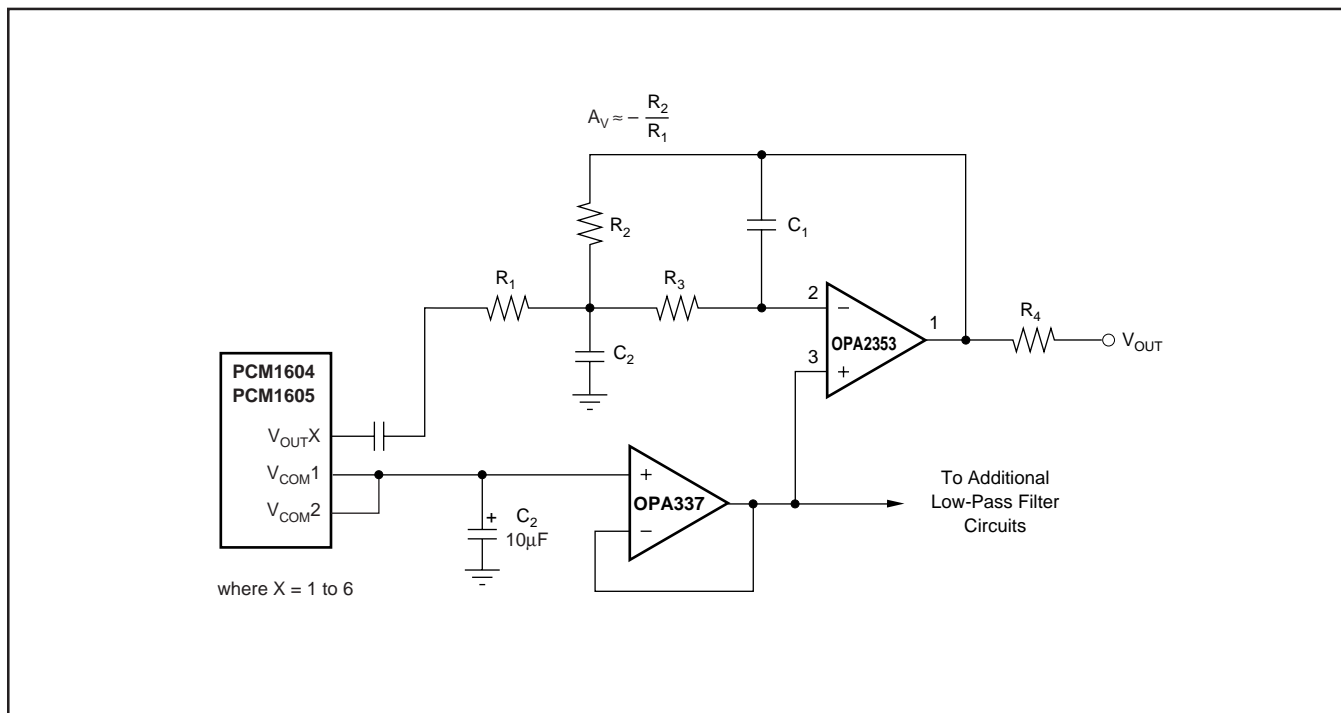 A_V ≈ − R_2/R_1
R_2
C_1
R_1
R_3
2
−
OPA2353
1
3
+
R_4
V_OUT
C_2
PCM1604
PCM1605
V_OUTX
V_COM1
V_COM2
+
OPA337
−
+
C_2
10µF
To Additional
Low-Pass Filter
Circuits
where X = 1 to 6